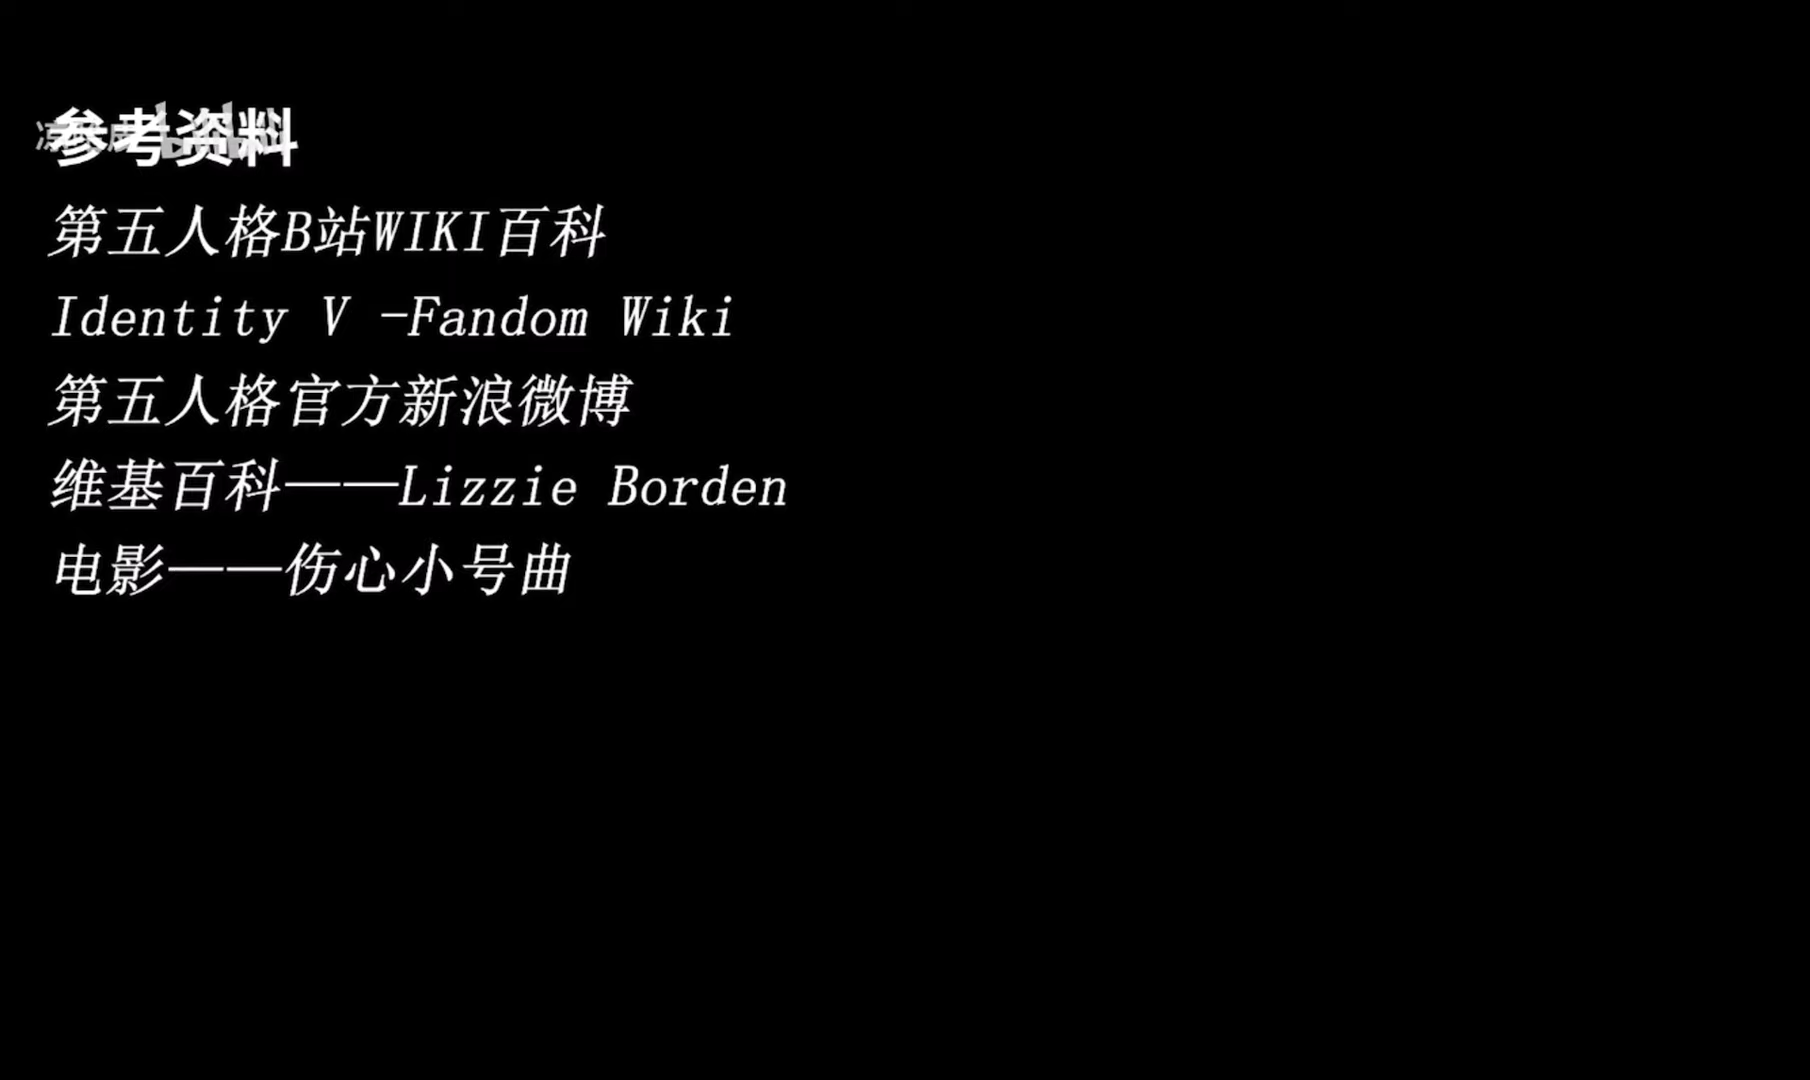 参考资料
第五人格B站WIKI百科
Identity V -Fandom Wiki
第五人格官方新浪微博
维基百科——Lizzie Borden
电影——伤心小号曲